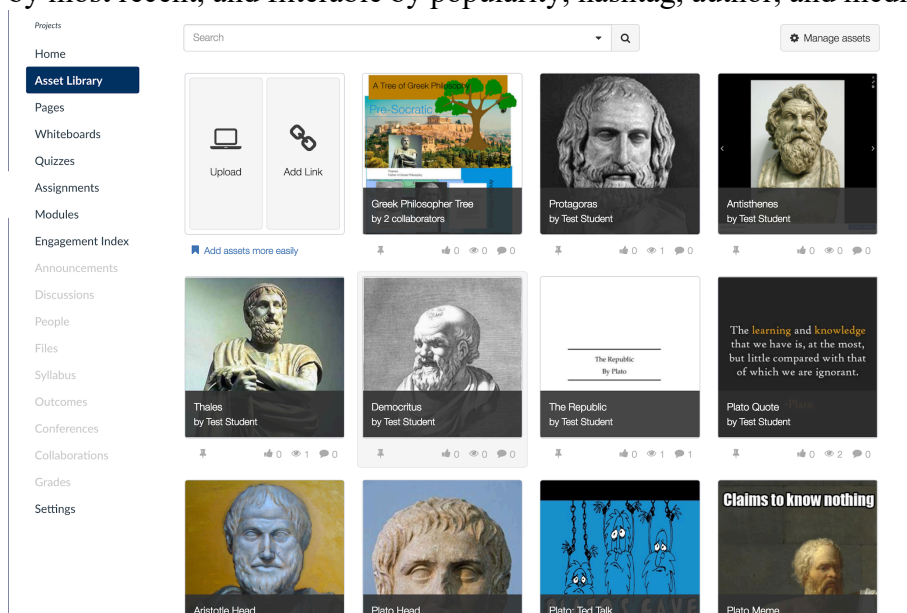 by most recent, and filterable by popularity, hashtag, author, and medi
Projects
Home
Asset Library
Pages
Whiteboards
Quizzes
Assignments
Modules
Engagement Index
Announcements
Discussions
People
Files
Syllabus
Outcomes
Conferences
Collaborations
Grades
Settings
Search
Manage assets
Upload
Add Link
Add assets more easily
A Tree of Greek Philosophy
Pre-Socratic
Greek Philosopher Tree
by 2 collaborators
0 0 0
Protagoras
by Test Student
0 1 0
Antisthenes
by Test Student
0 0 0
Thales
by Test Student
0 1 0
Democritus
by Test Student
0 0 0
The Republic
By Plato
The Republic
by Test Student
0 1 1
The learning and knowledge
that we have is, at the most,
but little compared with that
of which we are ignorant.
-Plato
Plato Quote
by Test Student
0 2 0
Aristotle Head
Plato Head
Plato: Ted Talk
Claims to know nothing
Plato Meme